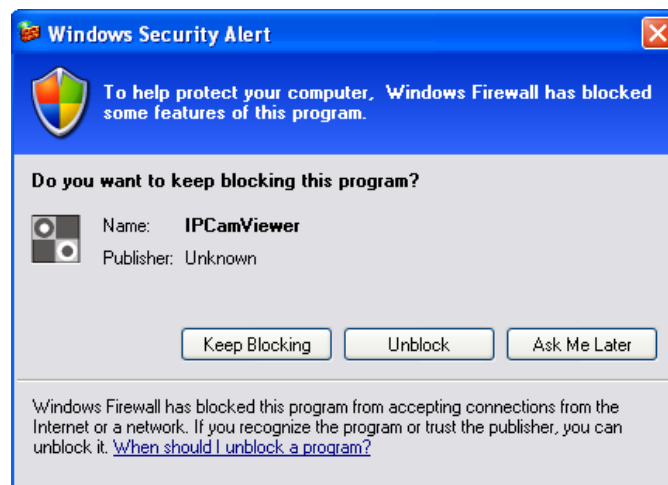 Windows Security Alert
To help protect your computer, Windows Firewall has blocked
some features of this program.
Do you want to keep blocking this program?
Name: IPCamViewer
Publisher: Unknown
Keep Blocking Unblock Ask Me Later
Windows Firewall has blocked this program from accepting connections from the
Internet or a network. If you recognize the program or trust the publisher, you can
unblock it. When should I unblock a program?